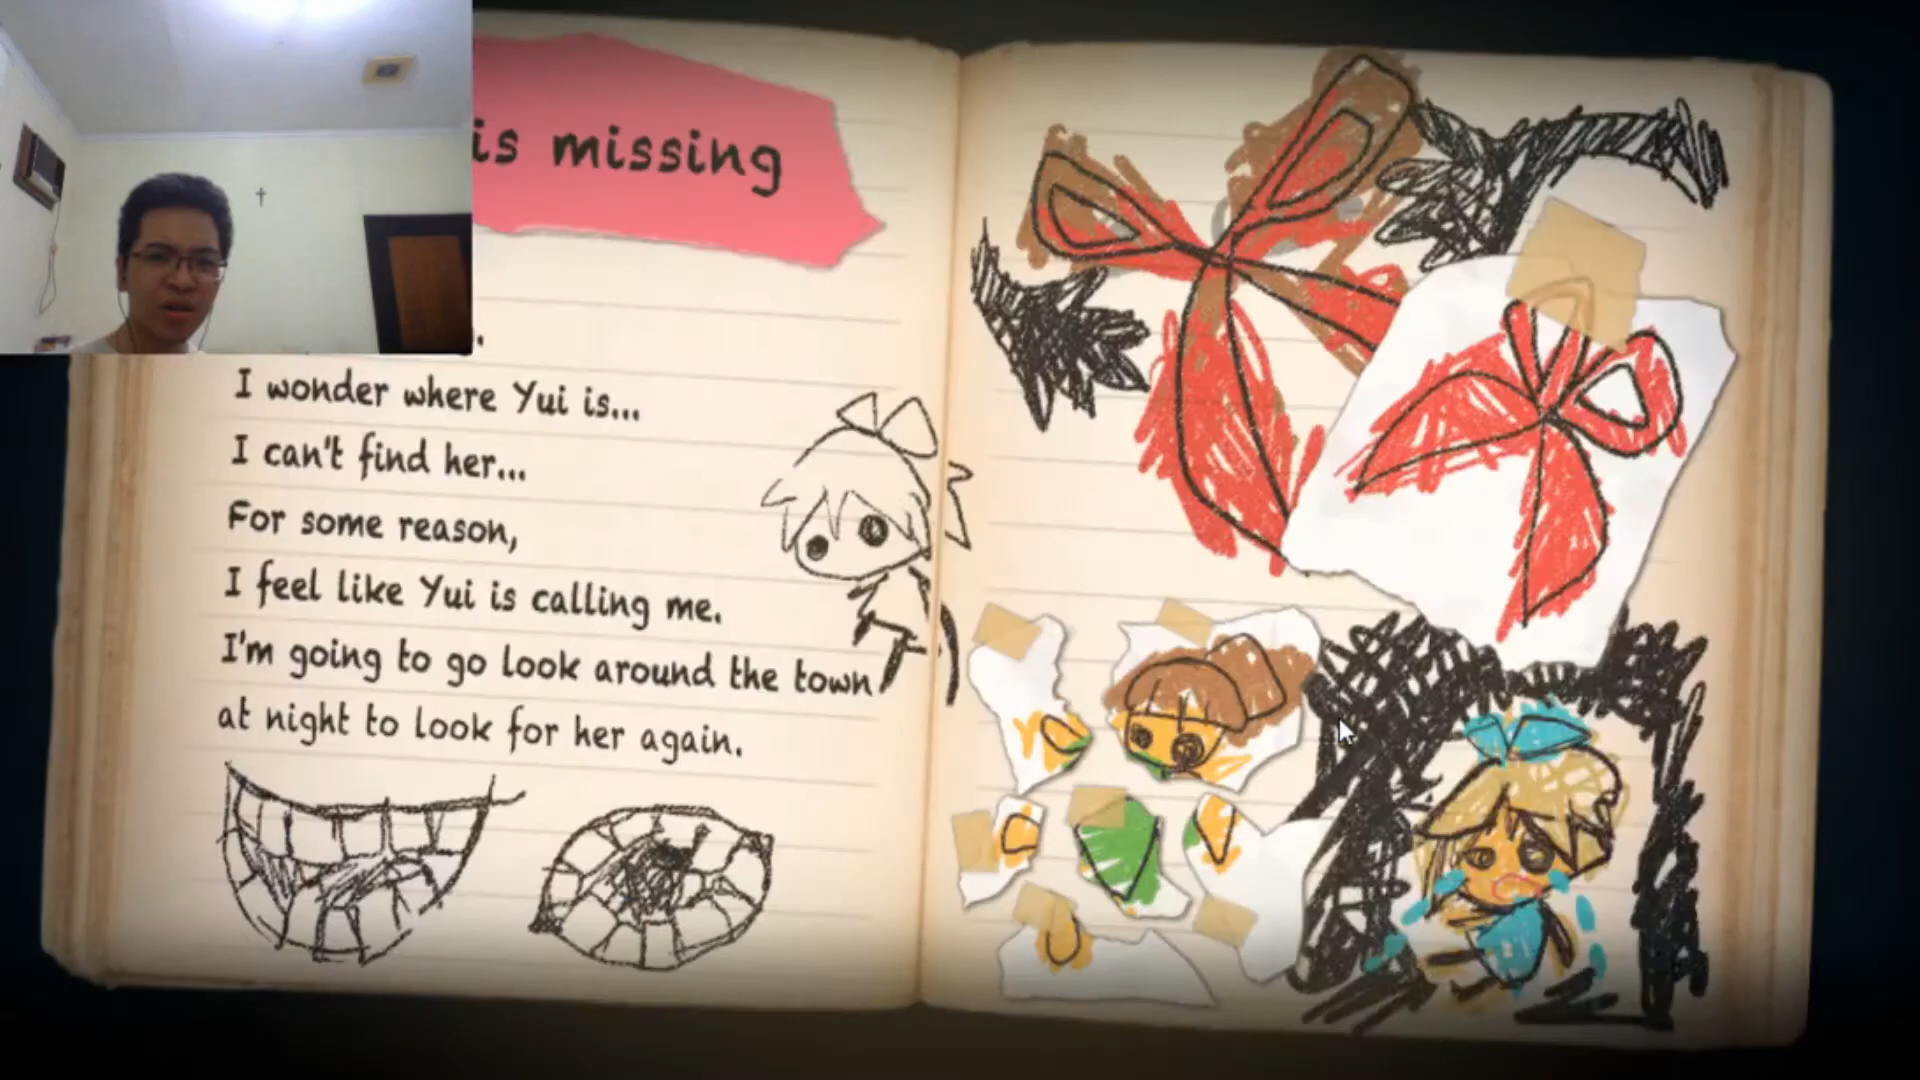 is missing
I wonder where Yui is...
I can't find her...
For some reason,
I feel like Yui is calling me.
I'm going to go look around the town
at night to look for her again.